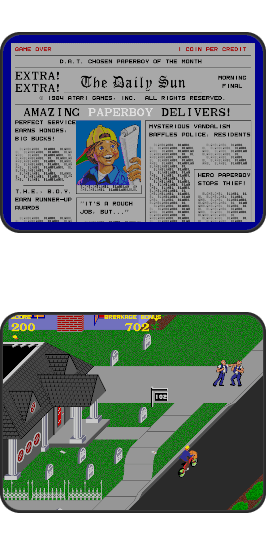 GAME OVER 1 COIN PER CREDIT
D.A.T. CHOSEN PAPERBOY OF THE MONTH
EXTRA!
EXTRA!
The Daily Sun
MORNING
FINAL
© 1984 ATARI GAMES, INC. ALL RIGHTS RESERVED.
AMAZING PAPERBOY DELIVERS!
PERFECT SERVICE
EARNS HONORS,
BIG BUCKS!
MYSTERIOUS VANDALISM
BAFFLES POLICE, RESIDENTS
HERO PAPERBOY
STOPS THIEF!
T.H.E. B.O.Y.
EARN RUNNER-UP
AWARDS
"IT'S A ROUGH
JOB, BUT..."
SCORE BREAKAGE BONUS
200 702
102